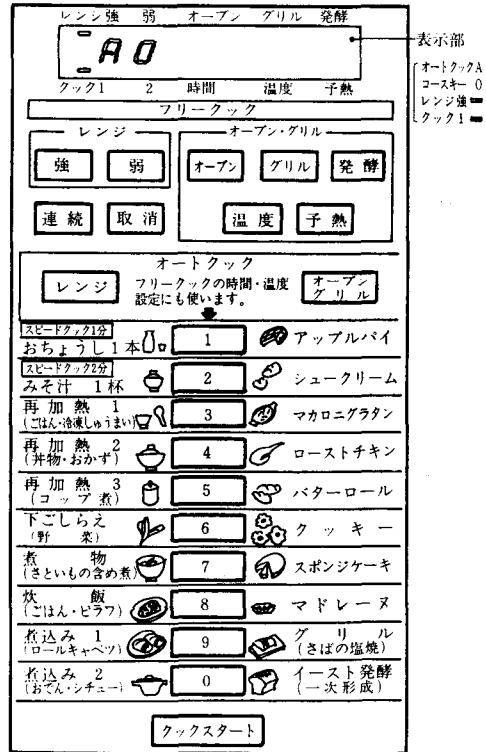 レンジ強 弱 オーブン グリル 発酵
A0
クック1 2 時間 温度 予熱
表示部
オートクックA
コースキー 0
レンジ強
クック1
フリークック
レンジ
オーブン・グリル
強 弱 オーブン グリル 発酵
連続 取消 温度 予熱
オートクック
レンジ
フリークックの時間・温度
設定にも使います。
オーブン
グリル
スピードクック1分
おちょうし1本 1 アップルパイ
スピードクック2分
みそ汁 1杯 2 シュークリーム
再加熱 1
(ごはん・冷凍しゅうまい) 3 マカロニグラタン
再加熱 2
(丼物・おかず) 4 ローストチキン
再加熱 3
(コップ煮) 5 バターロール
下ごしらえ
(野菜) 6 クッキー
煮物
(さといもの含め煮) 7 スポンジケーキ
炊飯
(ごはん・ピラフ) 8 マドレーヌ
煮込み 1
(ロールキャベツ) 9 グリル
(さばの塩焼)
煮込み 2
(おでん・シチュー) 0 イースト発酵
(一次形成)
クックスタート